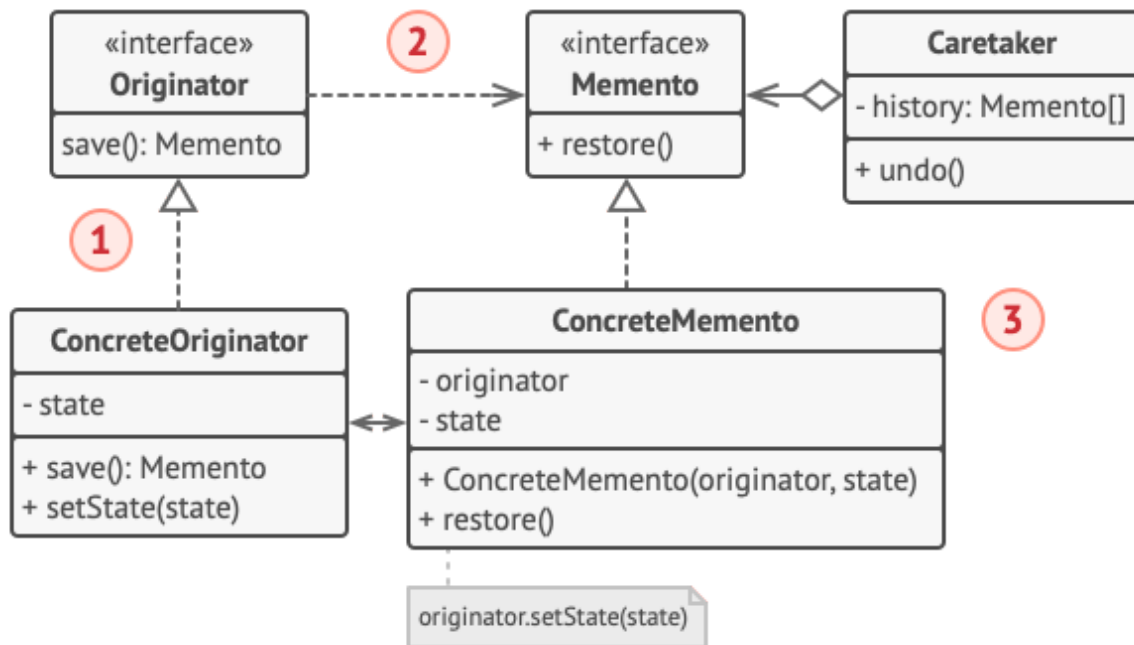 «interface»
Originator
save(): Memento
2
«interface»
Memento
+ restore()
Caretaker
- history: Memento[]
+ undo()
1
ConcreteOriginator
- state
+ save(): Memento
+ setState(state)
ConcreteMemento
- originator
- state
+ ConcreteMemento(originator, state)
+ restore()
3
originator.setState(state)